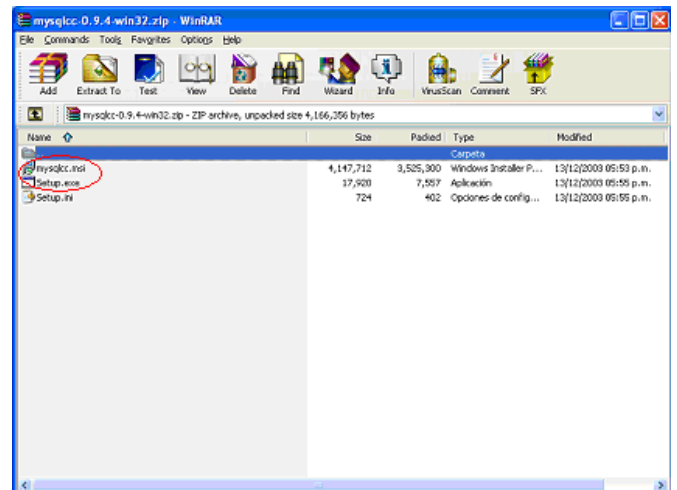 mysqlcc-0.9.4-win32.zip - WinRAR
File Commands Tools Favorites Options Help
Add Extract To Test View Delete Find Wizard Info VirusScan Comment SFX
mysqlcc-0.9.4-win32.zip - ZIP archive, unpacked size 4,166,356 bytes
Name Size Packed Type Modified
.. Carpeta
mysqlcc.msi 4,147,712 3,525,300 Windows Installer P... 13/12/2003 05:53 p.m.
Setup.exe 17,920 7,557 Aplicación 13/12/2003 05:55 p.m.
Setup.ini 724 402 Opciones de config... 13/12/2003 05:55 p.m.